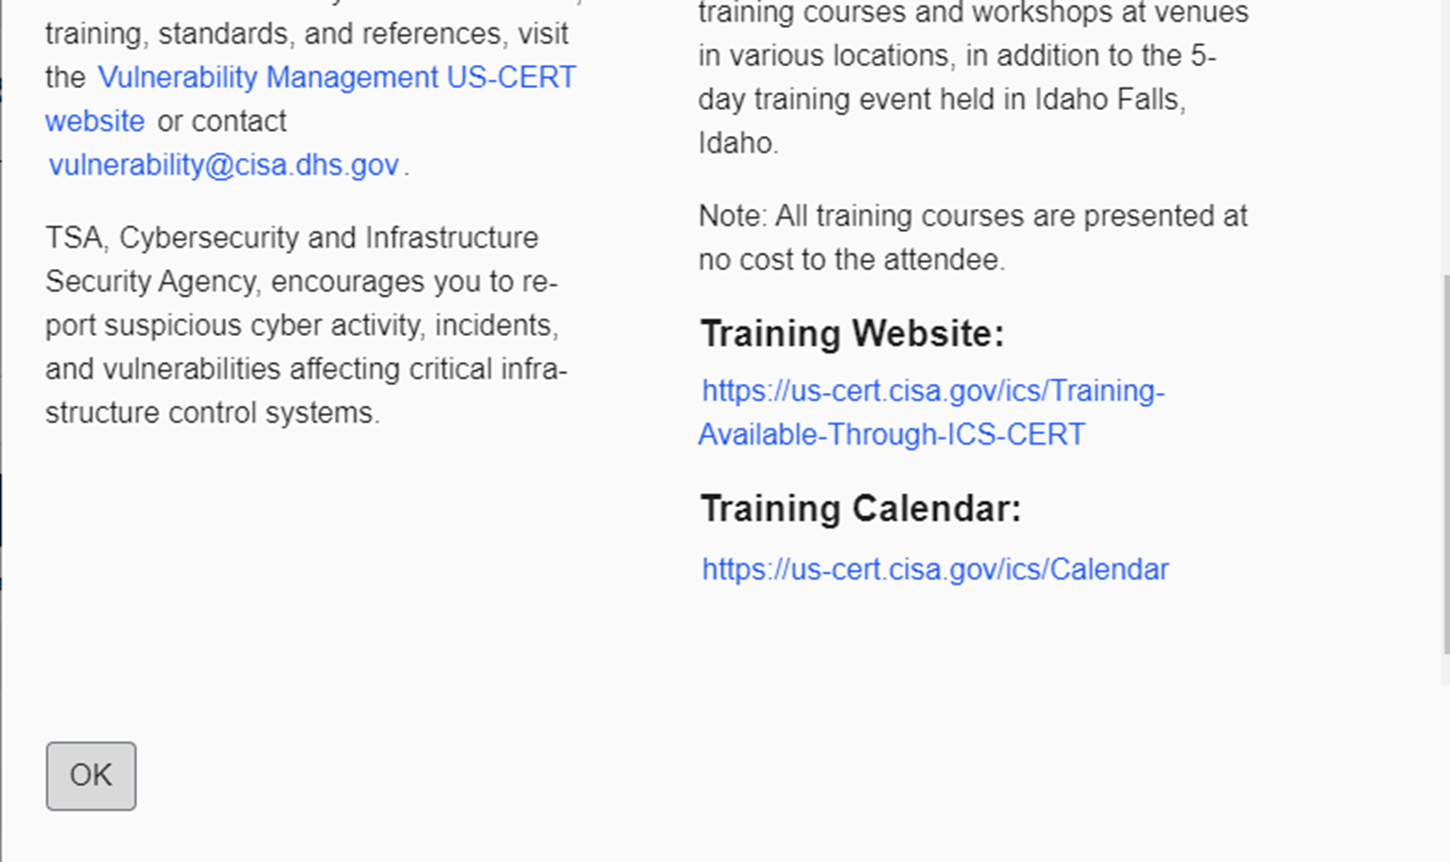 training, standards, and references, visit
the Vulnerability Management US-CERT
website or contact
vulnerability@cisa.dhs.gov.
TSA, Cybersecurity and Infrastructure
Security Agency, encourages you to re-
port suspicious cyber activity, incidents,
and vulnerabilities affecting critical infra-
structure control systems.
training courses and workshops at venues
in various locations, in addition to the 5-
day training event held in Idaho Falls,
Idaho.
Note: All training courses are presented at
no cost to the attendee.
Training Website:
https://us-cert.cisa.gov/ics/Training-
Available-Through-ICS-CERT
Training Calendar:
https://us-cert.cisa.gov/ics/Calendar
OK